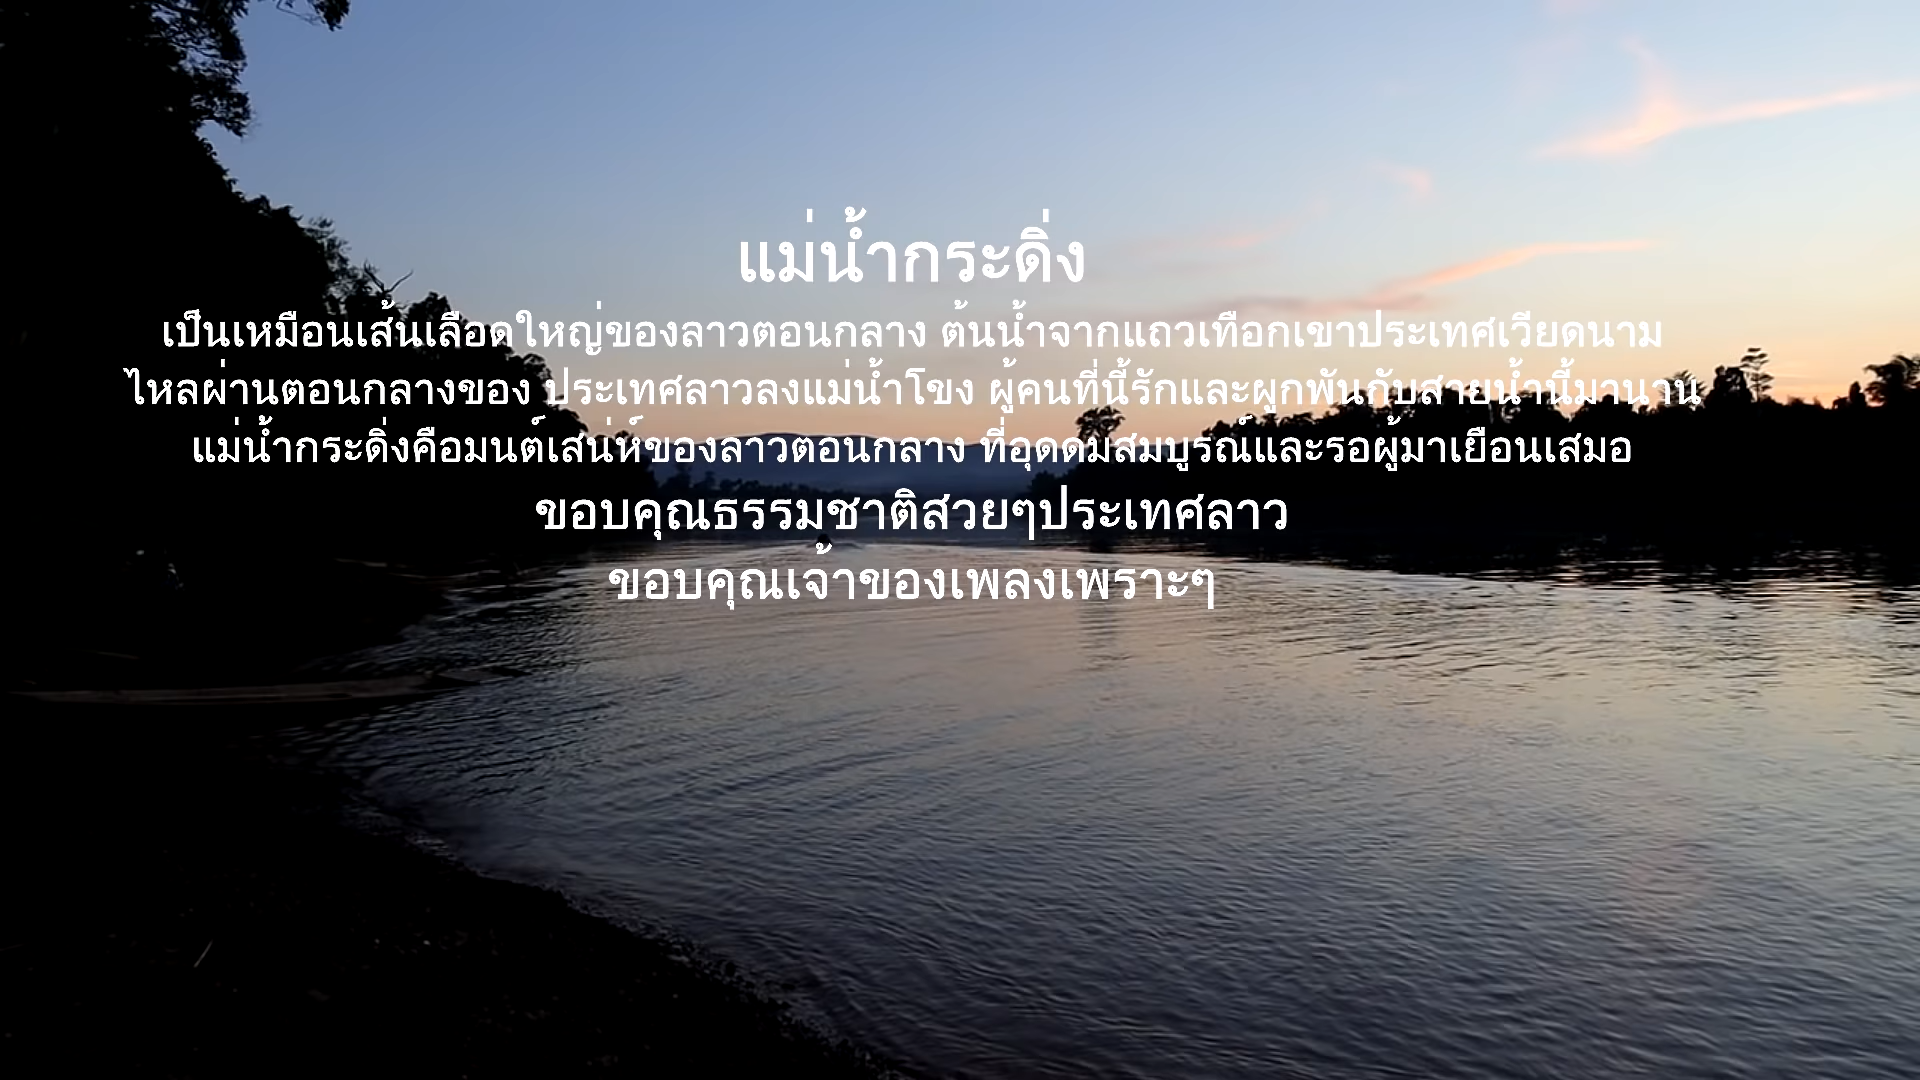 แม่น้ำกระดิ่ง
เป็นเหมือนเส้นเลือดใหญ่ของลาวตอนกลาง ต้นน้ำจากแถวเทือกเขาประเทศเวียดนาม
ไหลผ่านตอนกลางของ ประเทศลาวลงแม่น้ำโขง ผู้คนที่นี้รักและผูกพันกับสายน้ำนี้มานาน
แม่น้ำกระดิ่งคือมนต์เสน่ห์ของลาวตอนกลาง ที่อุดดมสมบูรณ์และรอผู้มาเยือนเสมอ
ขอบคุณธรรมชาติสวยๆประเทศลาว
ขอบคุณเจ้าของเพลงเพราะๆ